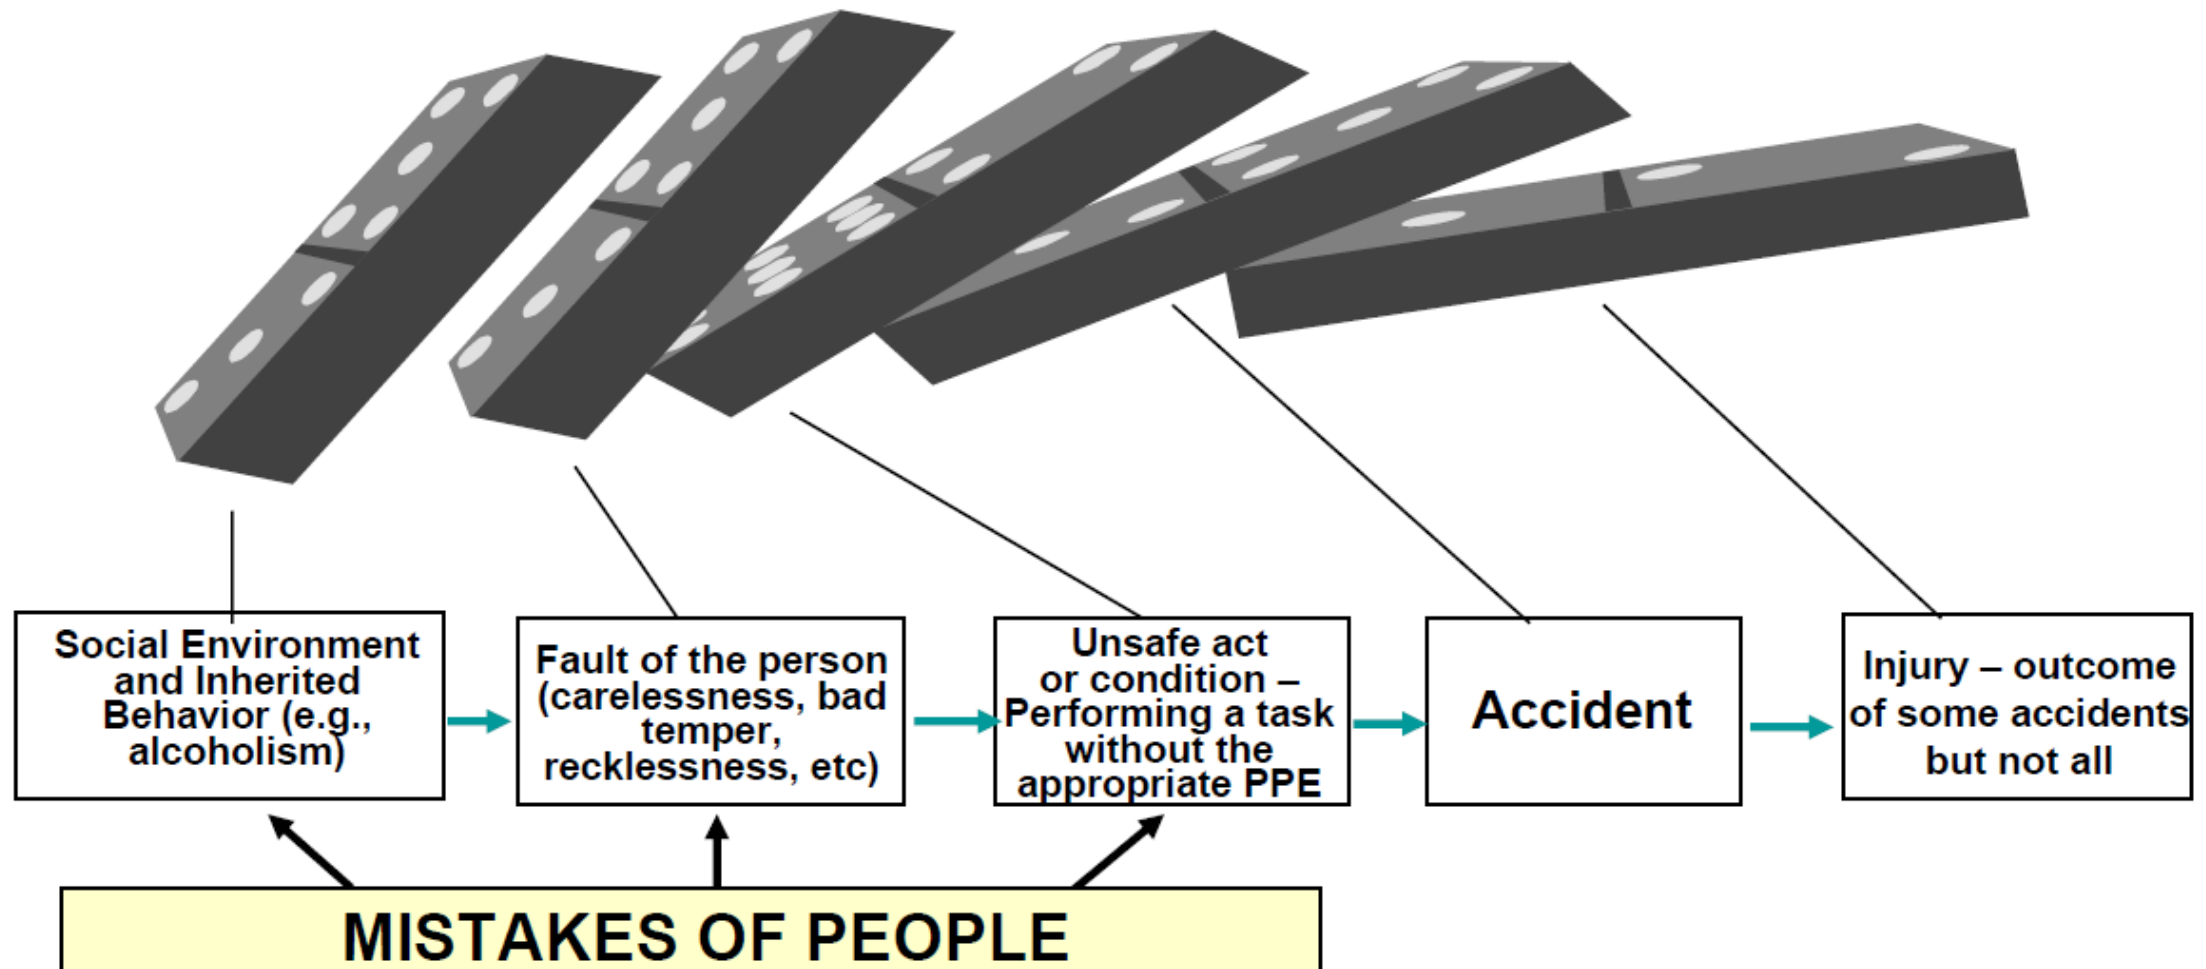 Social Environment
and Inherited
Behavior (e.g.,
alcoholism)
Fault of the person
(carelessness, bad
temper,
recklessness, etc)
Unsafe act
or condition –
Performing a task
without the
appropriate PPE
Accident
Injury – outcome
of some accidents
but not all
MISTAKES OF PEOPLE